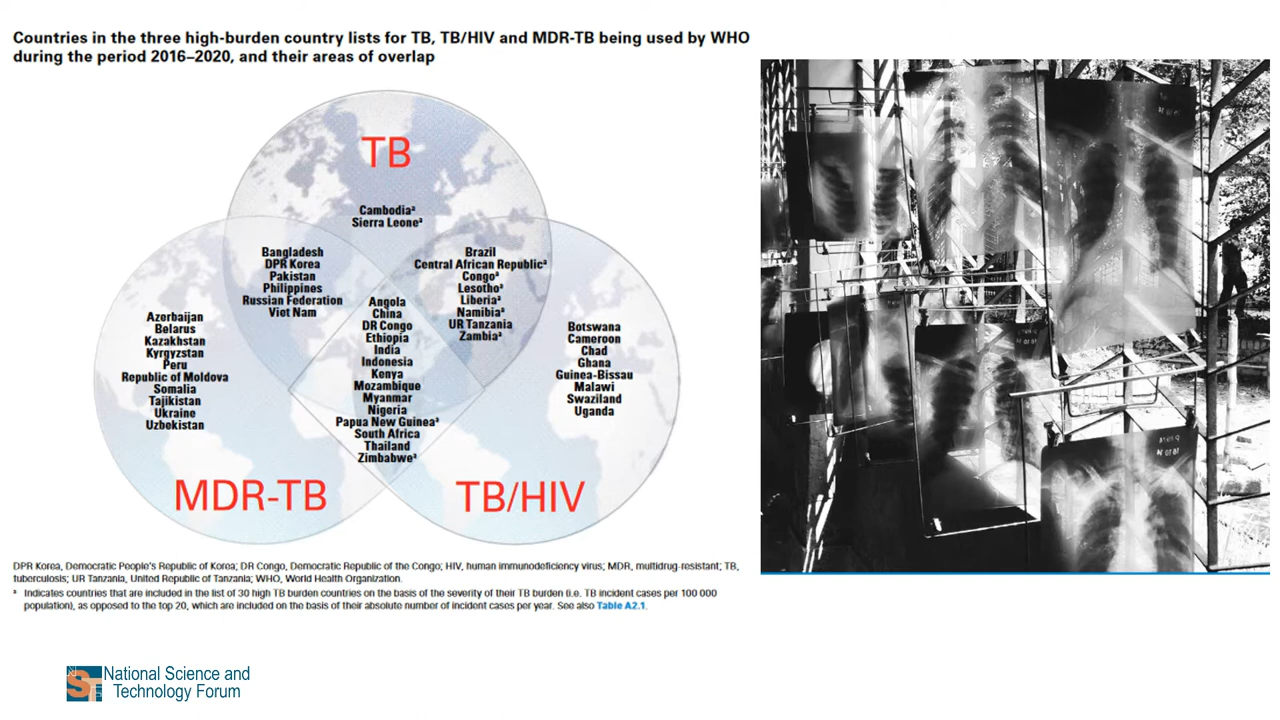 Countries in the three high-burden country lists for TB, TB/HIV and MDR-TB being used by WHO
during the period 2016–2020, and their areas of overlap
TB
Cambodiaª
Sierra Leoneª
Bangladesh
DPR Korea
Pakistan
Philippines
Russian Federation
Viet Nam
Brazil
Central African Republicª
Congoª
Lesothoª
Liberiaª
Namibiaª
UR Tanzania
Zambiaª
Angola
China
DR Congo
Ethiopia
India
Indonesia
Kenya
Mozambique
Myanmar
Nigeria
Papua New Guineaª
South Africa
Thailand
Zimbabweª
Azerbaijan
Belarus
Kazakhstan
Kyrgyzstan
Peru
Republic of Moldova
Somalia
Tajikistan
Ukraine
Uzbekistan
Botswana
Cameroon
Chad
Ghana
Guinea-Bissau
Malawi
Swaziland
Uganda
MDR-TB
TB/HIV
DPR Korea, Democratic People's Republic of Korea; DR Congo, Democratic Republic of the Congo; HIV, human immunodeficiency virus; MDR, multidrug-resistant; TB,
tuberculosis; UR Tanzania, United Republic of Tanzania; WHO, World Health Organization.
ª Indicates countries that are included in the list of 30 high TB burden countries on the basis of the severity of their TB burden (i.e. TB incident cases per 100 000
population), as opposed to the top 20, which are included on the basis of their absolute number of incident cases per year. See also Table A2.1.
NSTF
National Science and
Technology Forum